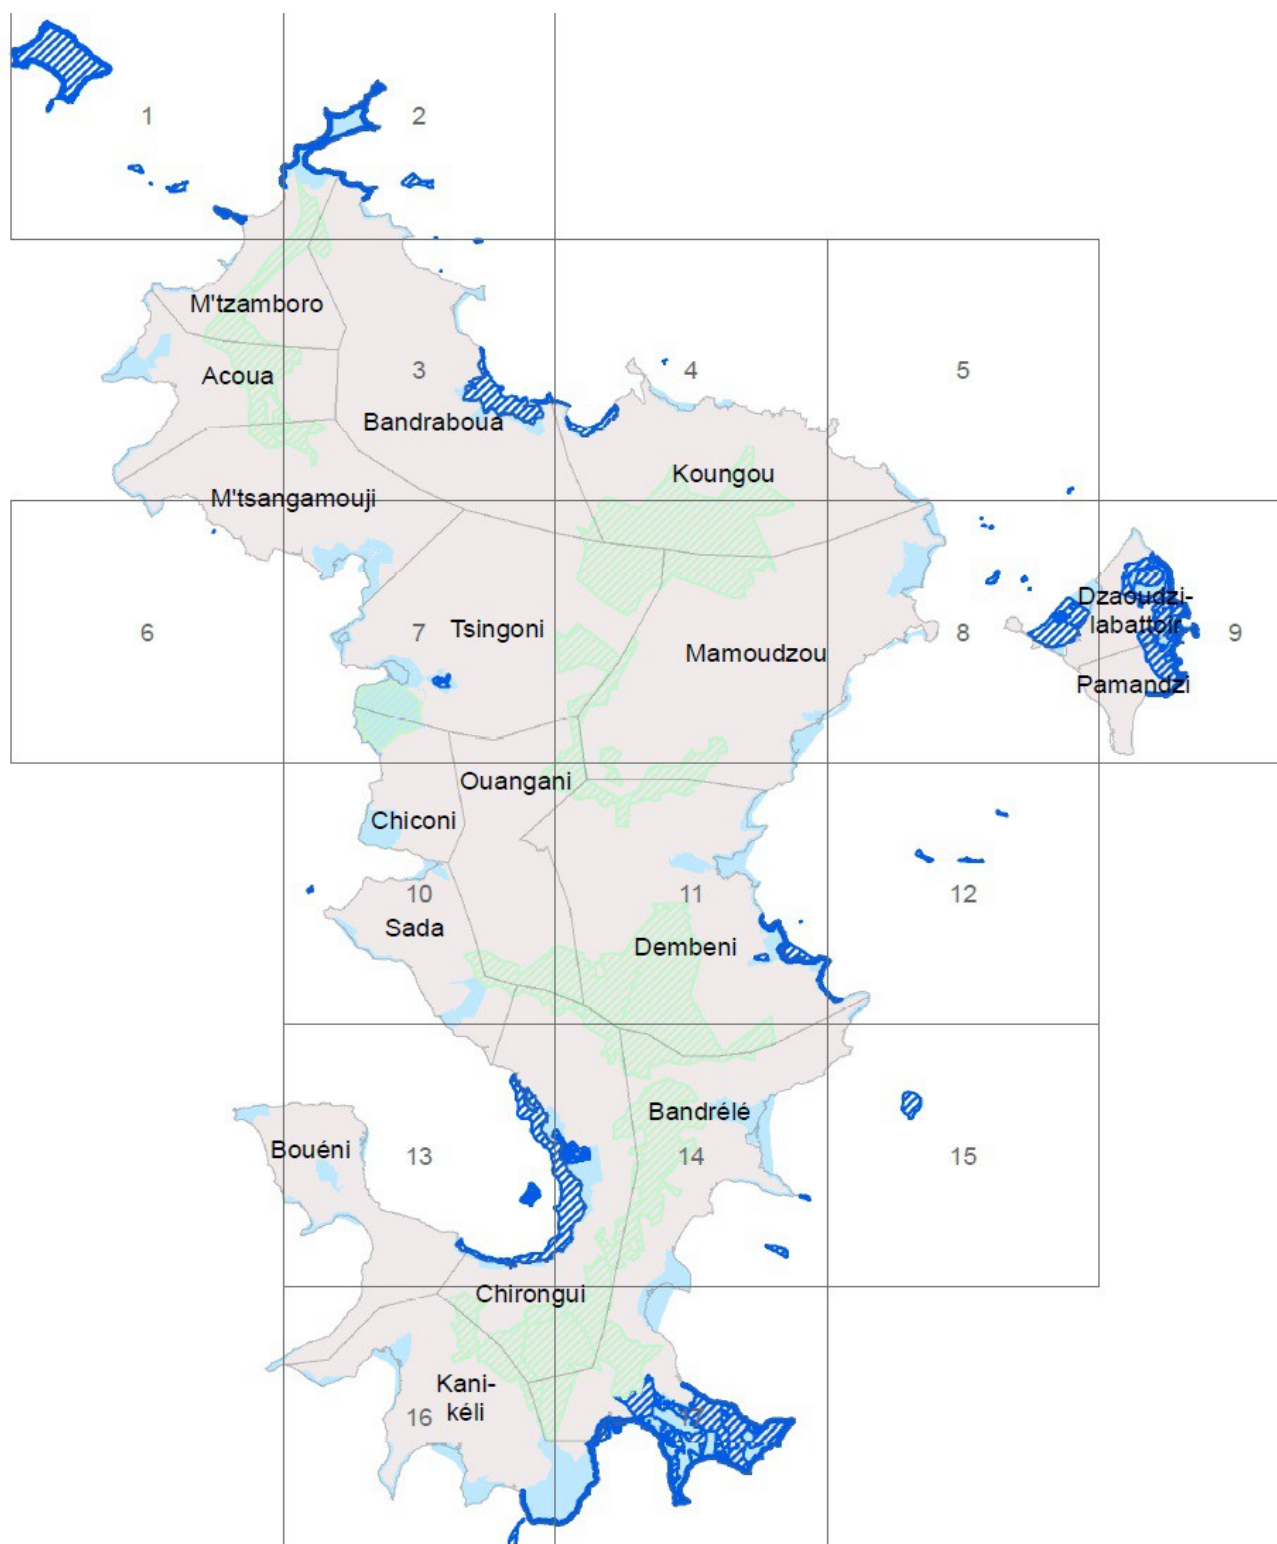 1
2
M'tzamboro
Acoua
3
4
5
Bandraboua
Koungou
M'tsangamouji
Dzaoudzi-
labattoir
6
7
Tsingoni
8
9
Mamoudzou
Pamandzi
Ouangani
Chiconi
10
11
12
Sada
Dembeni
Bandrélé
Bouéni
13
14
15
Chirongui
Kani-
kéli
16
17